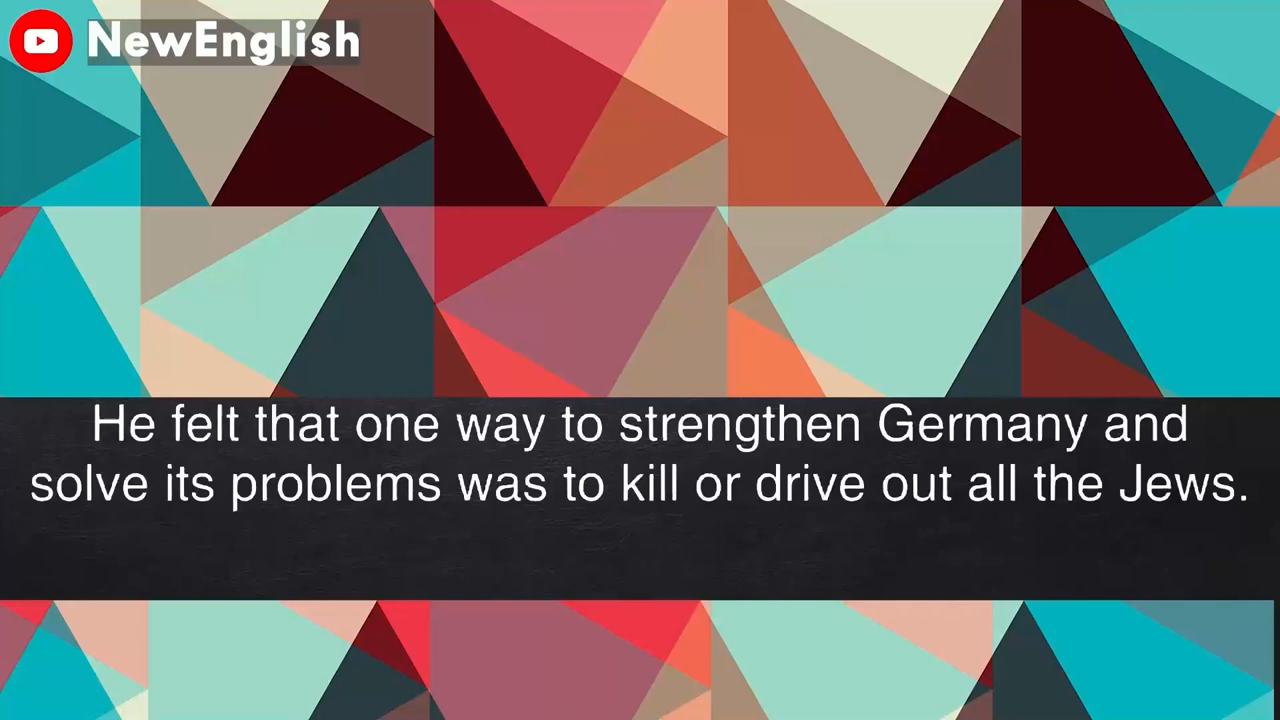 NewEnglish
He felt that one way to strengthen Germany and
solve its problems was to kill or drive out all the Jews.